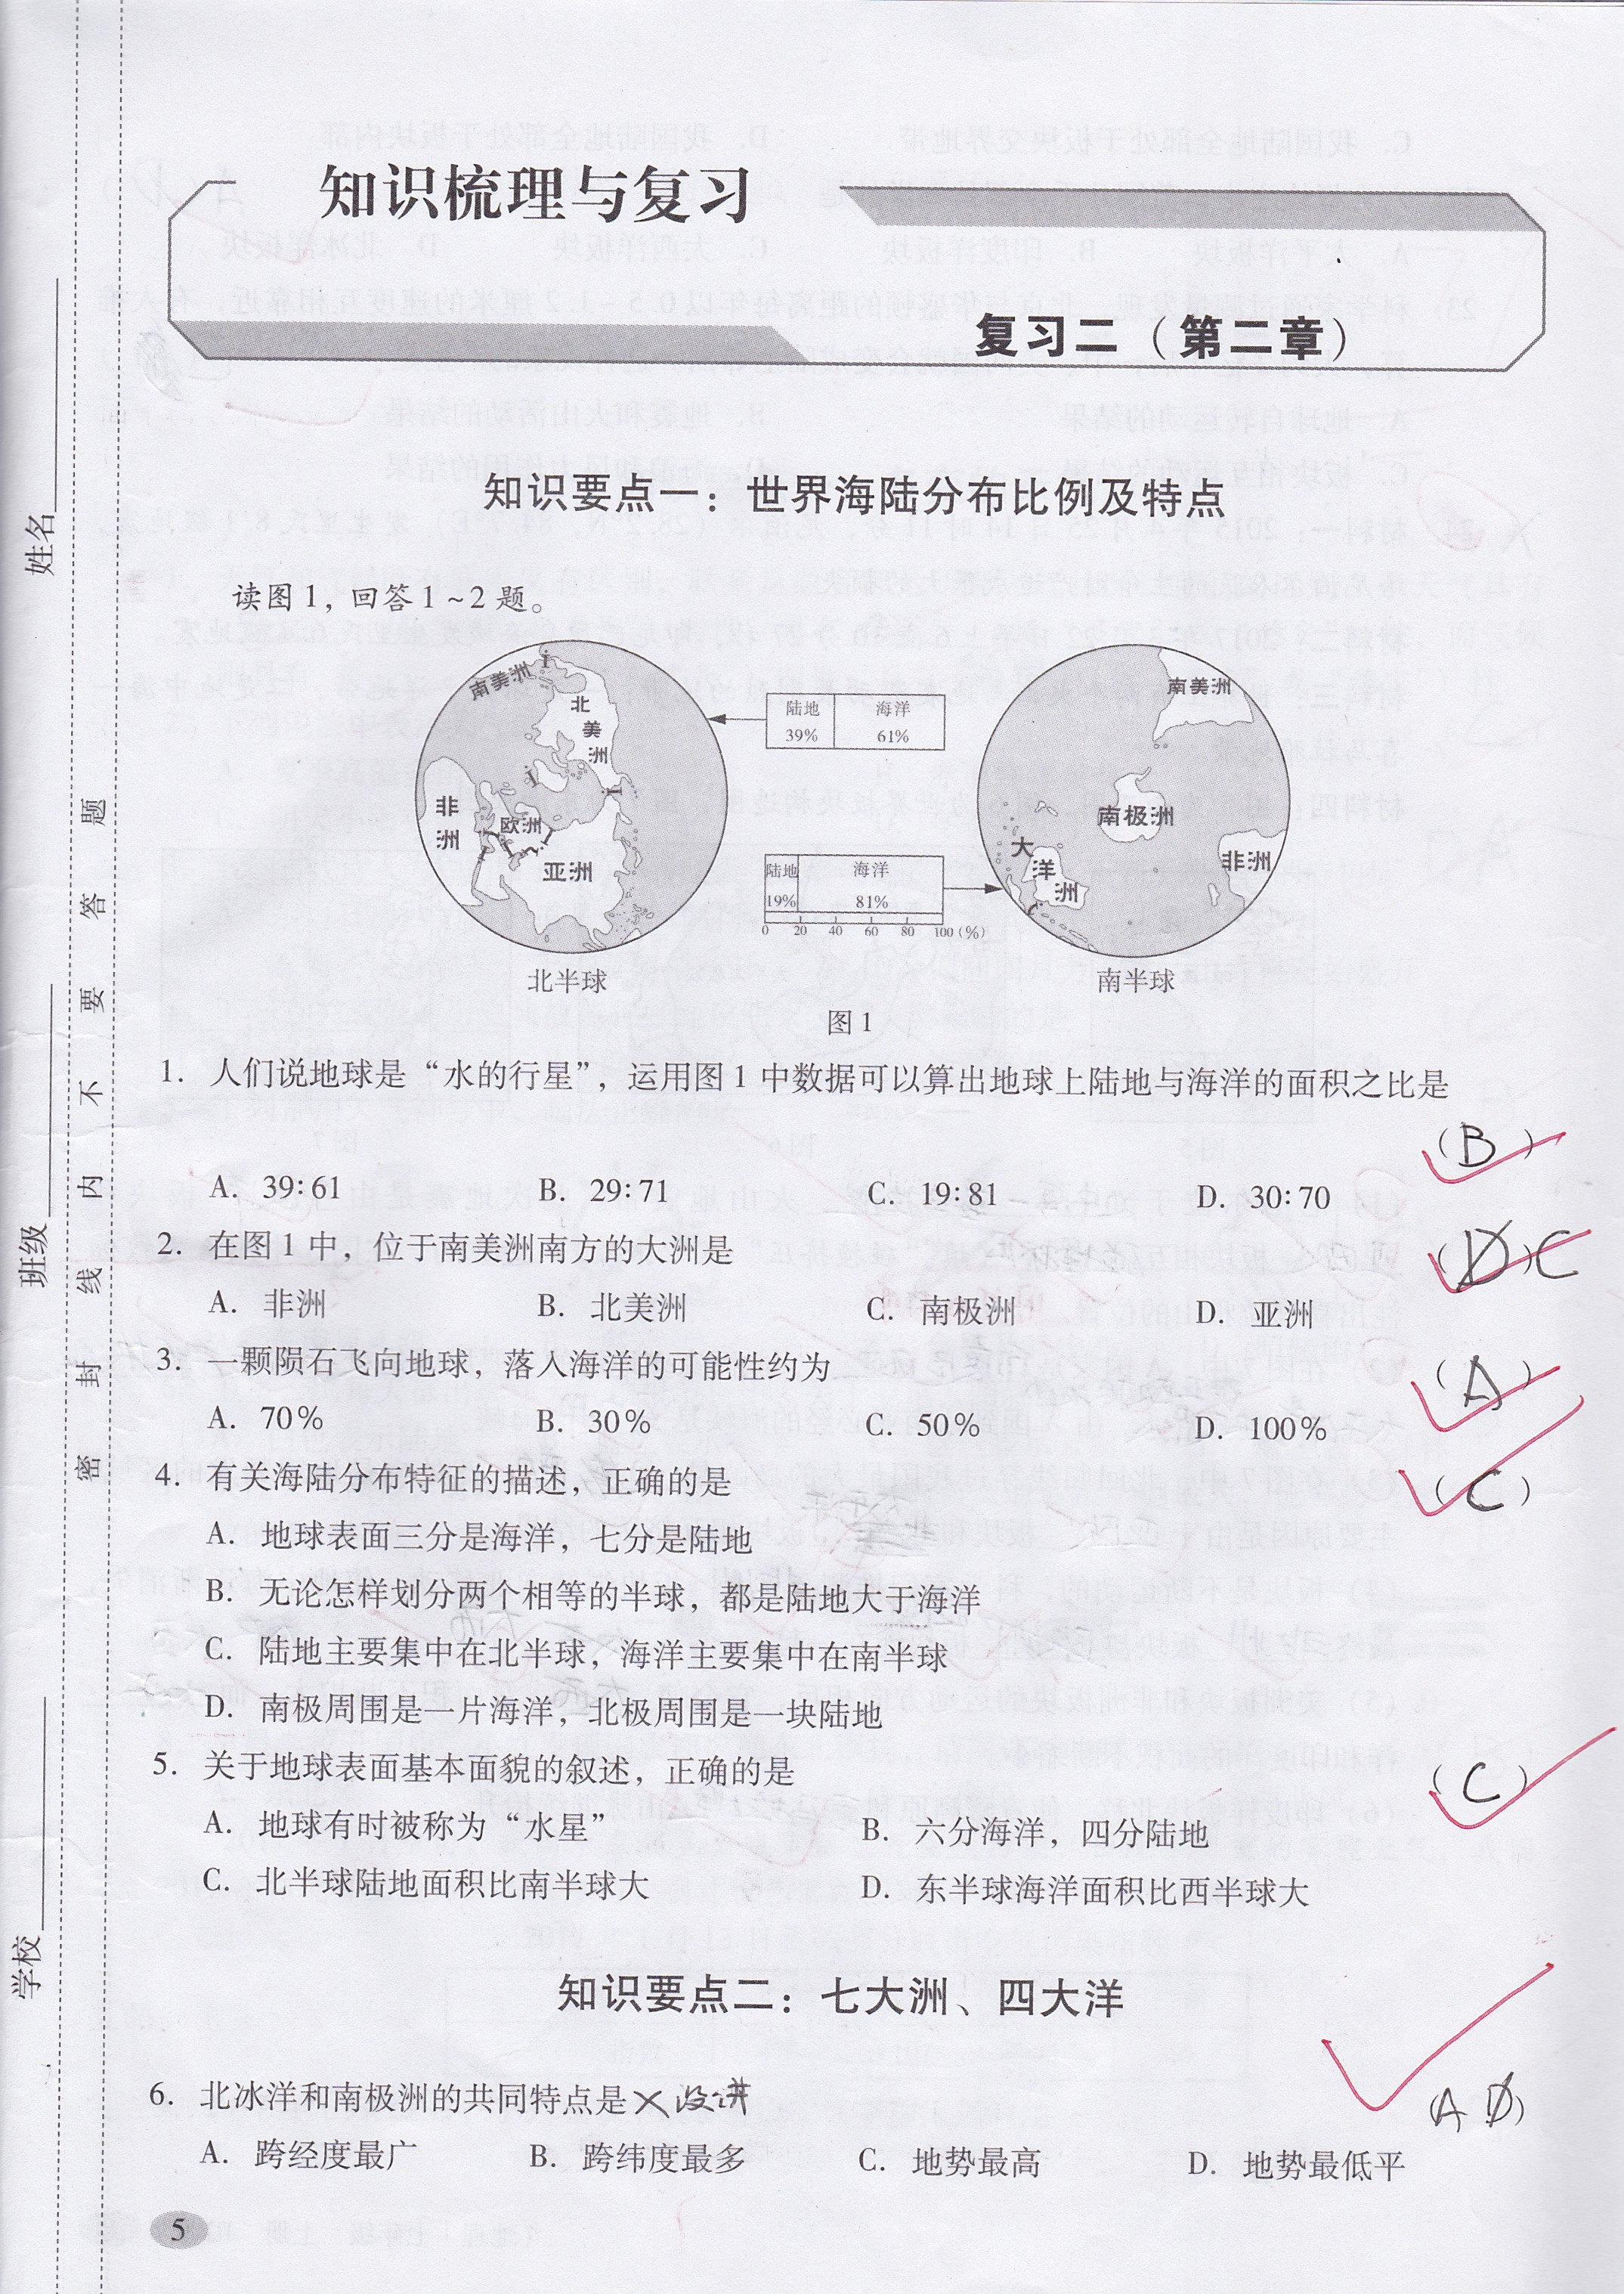 知识梳理与复习
复习二（第二章）
知识要点一：世界海陆分布比例及特点
读图1，回答1~2题。
南美洲
北美洲
非洲
欧洲
亚洲
北半球
陆地 海洋
39% 61%
陆地 海洋
19% 81%
0 20 40 60 80 100(%)
南美洲
南极洲
大洋洲
非洲
南半球
图1
1. 人们说地球是“水的行星”，运用图1中数据可以算出地球上陆地与海洋的面积之比是
（B）
A. 39:61 B. 29:71 C. 19:81 D. 30:70
2. 在图1中，位于南美洲南方的大洲是 （D）C
A. 非洲 B. 北美洲 C. 南极洲 D. 亚洲
3. 一颗陨石飞向地球，落入海洋的可能性约为 （A）
A. 70% B. 30% C. 50% D. 100%
4. 有关海陆分布特征的描述，正确的是 （C）
A. 地球表面三分是海洋，七分是陆地
B. 无论怎样划分两个相等的半球，都是陆地大于海洋
C. 陆地主要集中在北半球，海洋主要集中在南半球
D. 南极周围是一片海洋，北极周围是一块陆地
5. 关于地球表面基本面貌的叙述，正确的是 （C）
A. 地球有时被称为“水星” B. 六分海洋，四分陆地
C. 北半球陆地面积比南半球大 D. 东半球海洋面积比西半球大
知识要点二：七大洲、四大洋
6. 北冰洋和南极洲的共同特点是×没讲 （A D）
A. 跨经度最广 B. 跨纬度最多 C. 地势最高 D. 地势最低平
5
姓名
班级
学校
密封线内不要答题